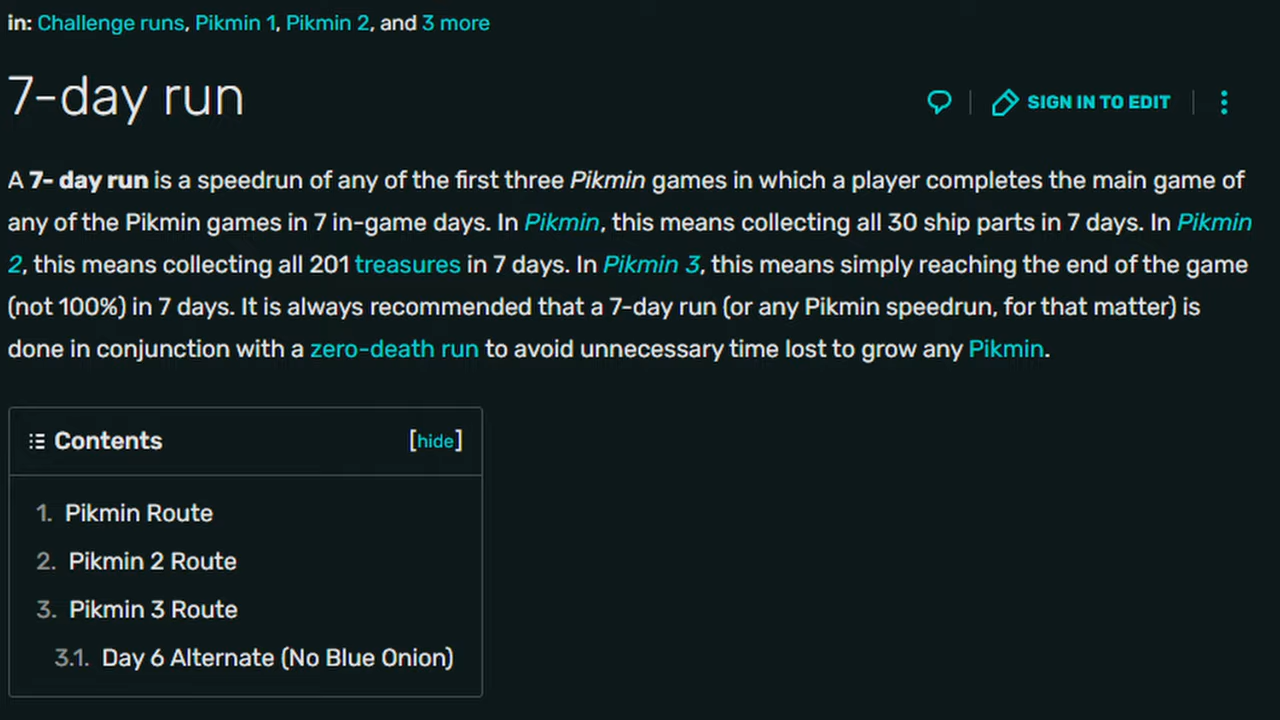 in: Challenge runs, Pikmin 1, Pikmin 2, and 3 more
7-day run
SIGN IN TO EDIT
A 7- day run is a speedrun of any of the first three Pikmin games in which a player completes the main game of
any of the Pikmin games in 7 in-game days. In Pikmin, this means collecting all 30 ship parts in 7 days. In Pikmin
2, this means collecting all 201 treasures in 7 days. In Pikmin 3, this means simply reaching the end of the game
(not 100%) in 7 days. It is always recommended that a 7-day run (or any Pikmin speedrun, for that matter) is
done in conjunction with a zero-death run to avoid unnecessary time lost to grow any Pikmin.
Contents [hide]
1. Pikmin Route
2. Pikmin 2 Route
3. Pikmin 3 Route
3.1. Day 6 Alternate (No Blue Onion)